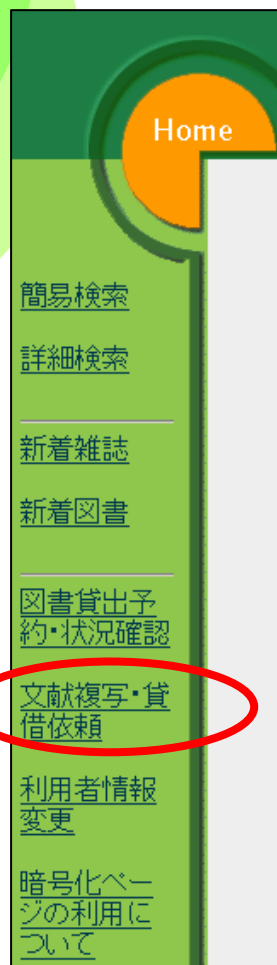 Home
簡易検索
詳細検索
新着雑誌
新着図書
図書貸出予
約・状況確認
文献複写・貸
借依頼
利用者情報
変更
暗号化ペー
ジの利用に
ついて